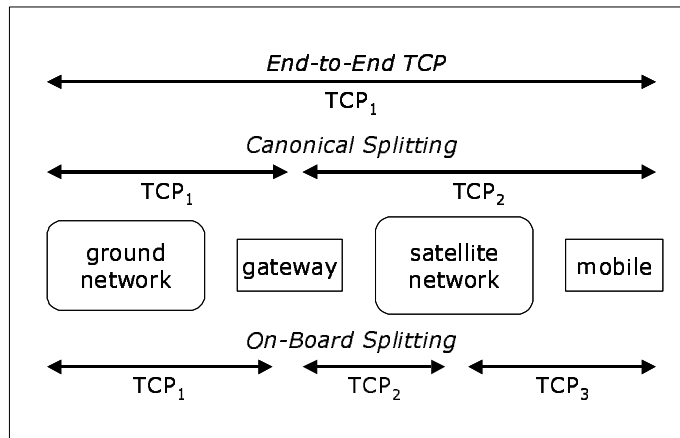 End-to-End TCP
TCP₁
Canonical Splitting
TCP₁ TCP₂
ground network
gateway
satellite network
mobile
On-Board Splitting
TCP₁ TCP₂ TCP₃